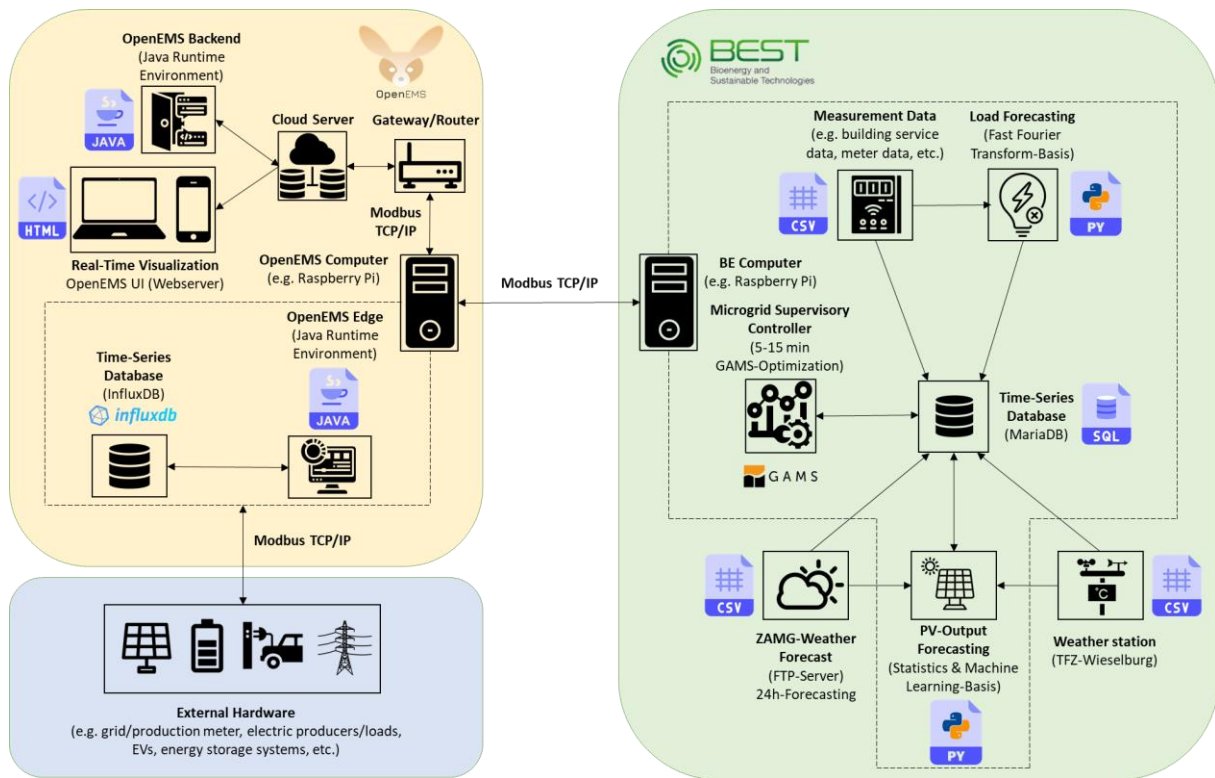 OpenEMS Backend
(Java Runtime
Environment)
JAVA
OpenEMS
Cloud Server
Gateway/Router
HTML
Modbus
TCP/IP
Real-Time Visualization
OpenEMS UI (Webserver)
OpenEMS Computer
(e.g. Raspberry Pi)
OpenEMS Edge
(Java Runtime
Environment)
JAVA
Time-Series
Database
(InfluxDB)
influxdb
Modbus TCP/IP
External Hardware
(e.g. grid/production meter, electric producers/loads,
EVs, energy storage systems, etc.)
Modbus TCP/IP
BEST
Bioenergy and
Sustainable Technologies
Measurement Data
(e.g. building service
data, meter data, etc.)
CSV
Load Forecasting
(Fast Fourier
Transform-Basis)
PY
BE Computer
(e.g. Raspberry Pi)
Microgrid Supervisory
Controller
(5-15 min
GAMS-Optimization)
GAMS
Time-Series
Database
(MariaDB)
SQL
CSV
°C
CSV
ZAMG-Weather
Forecast
(FTP-Server)
24h-Forecasting
PV-Output
Forecasting
(Statistics & Machine
Learning-Basis)
PY
Weather station
(TFZ-Wieselburg)